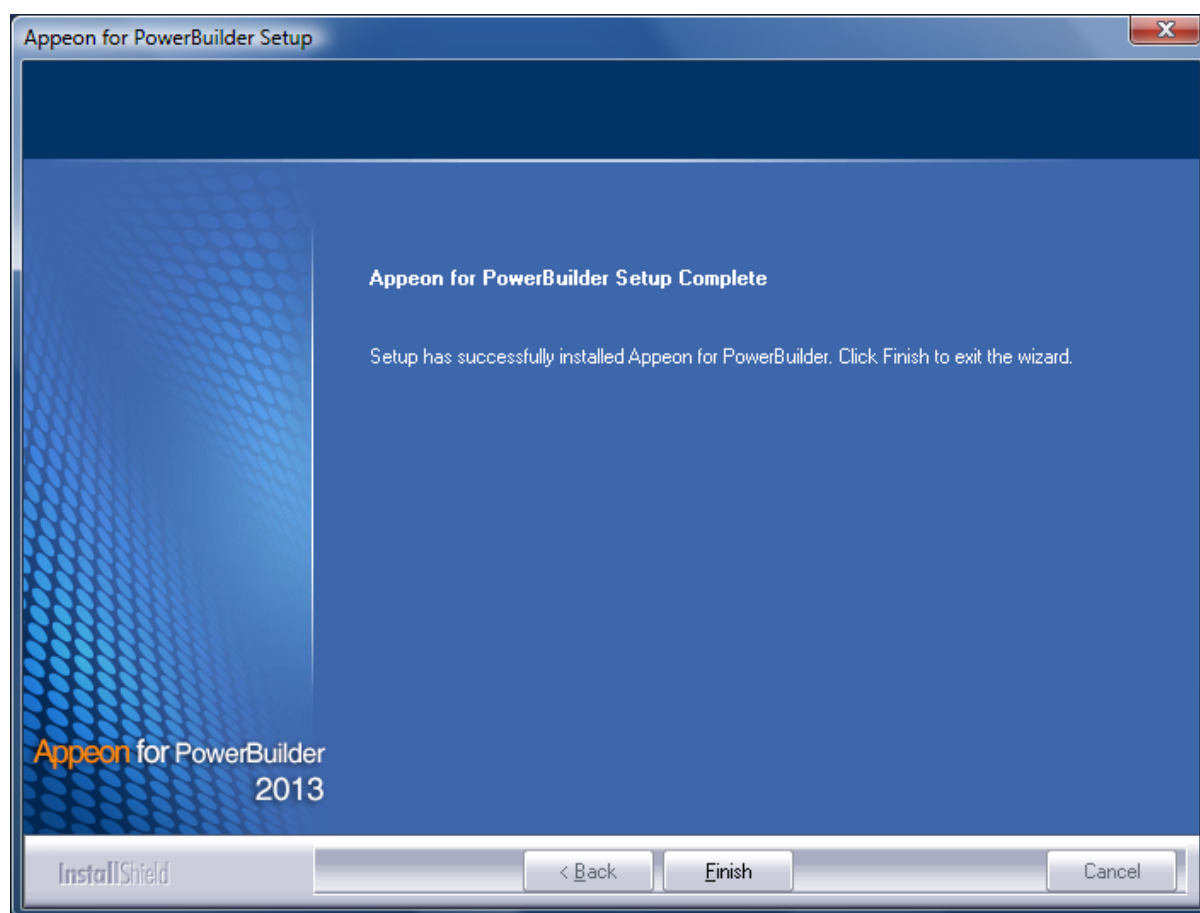 Appeon for PowerBuilder Setup
x
Appeon for PowerBuilder Setup Complete
Setup has successfully installed Appeon for PowerBuilder. Click Finish to exit the wizard.
Appeon for PowerBuilder
2013
InstallShield
< Back
Finish
Cancel